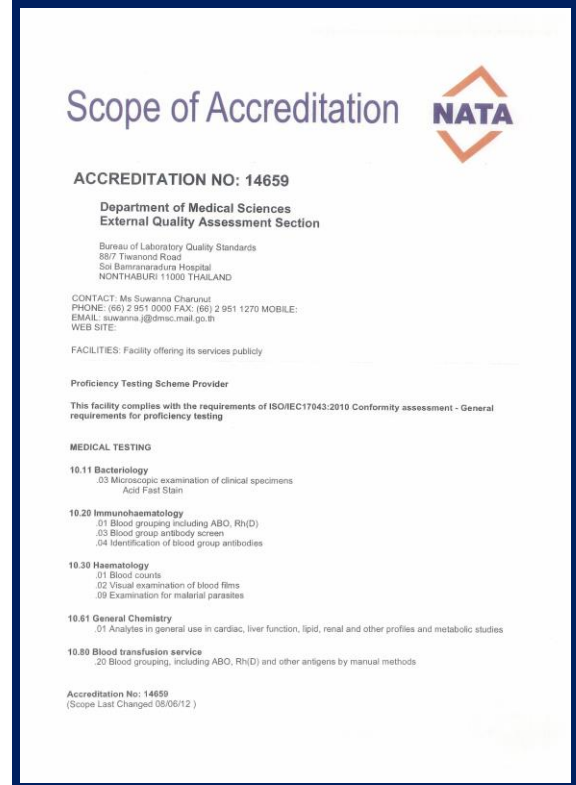 Scope of Accreditation
NATA
ACCREDITATION NO: 14659
Department of Medical Sciences
External Quality Assessment Section
Bureau of Laboratory Quality Standards
88/7 Tiwanond Road
Soi Bamranaradura Hospital
NONTHABURI 11000 THAILAND
CONTACT: Ms Suwanna Charunut
PHONE: (66) 2 951 0000 FAX: (66) 2 951 1270 MOBILE:
EMAIL: suwanna.j@dmsc.mail.go.th
WEB SITE:
FACILITIES: Facility offering its services publicly
Proficiency Testing Scheme Provider
This facility complies with the requirements of ISO/IEC17043:2010 Conformity assessment - General
requirements for proficiency testing
MEDICAL TESTING
10.11 Bacteriology
.03 Microscopic examination of clinical specimens
Acid Fast Stain
10.20 Immunohaematology
.01 Blood grouping including ABO, Rh(D)
.03 Blood group antibody screen
.04 Identification of blood group antibodies
10.30 Haematology
.01 Blood counts
.02 Visual examination of blood films
.09 Examination for malarial parasites
10.61 General Chemistry
.01 Analytes in general use in cardiac, liver function, lipid, renal and other profiles and metabolic studies
10.80 Blood transfusion service
.20 Blood grouping, including ABO, Rh(D) and other antigens by manual methods
Accreditation No: 14659
(Scope Last Changed 08/06/12 )